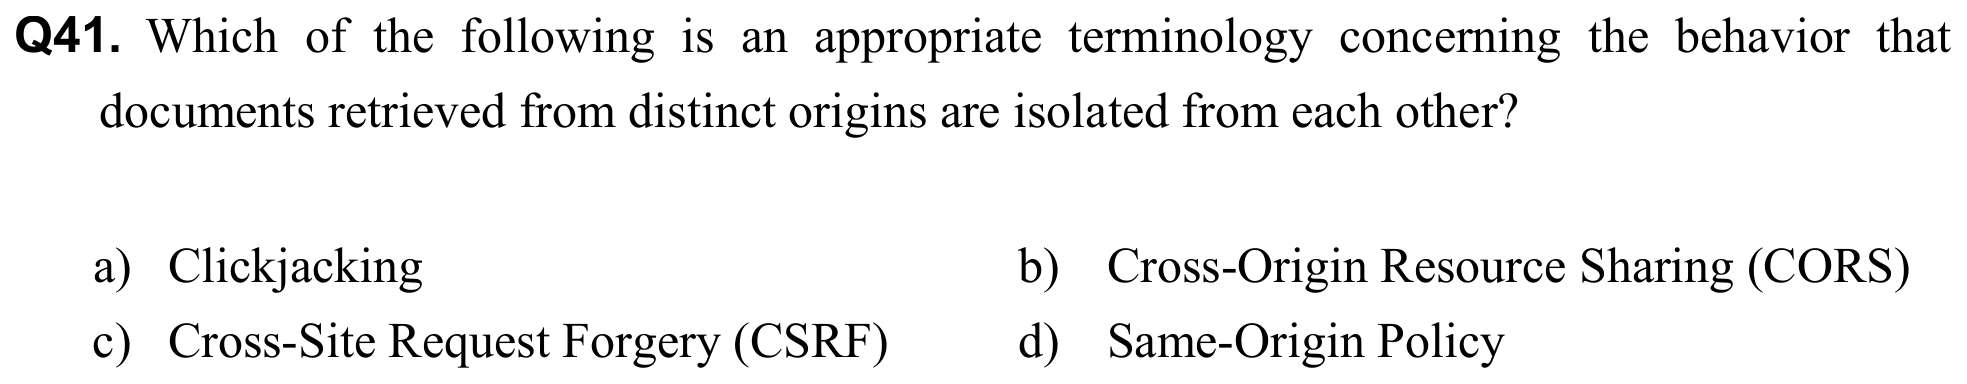 Q41. Which of the following is an appropriate terminology concerning the behavior that
documents retrieved from distinct origins are isolated from each other?
a) Clickjacking
b) Cross-Origin Resource Sharing (CORS)
c) Cross-Site Request Forgery (CSRF)
d) Same-Origin Policy